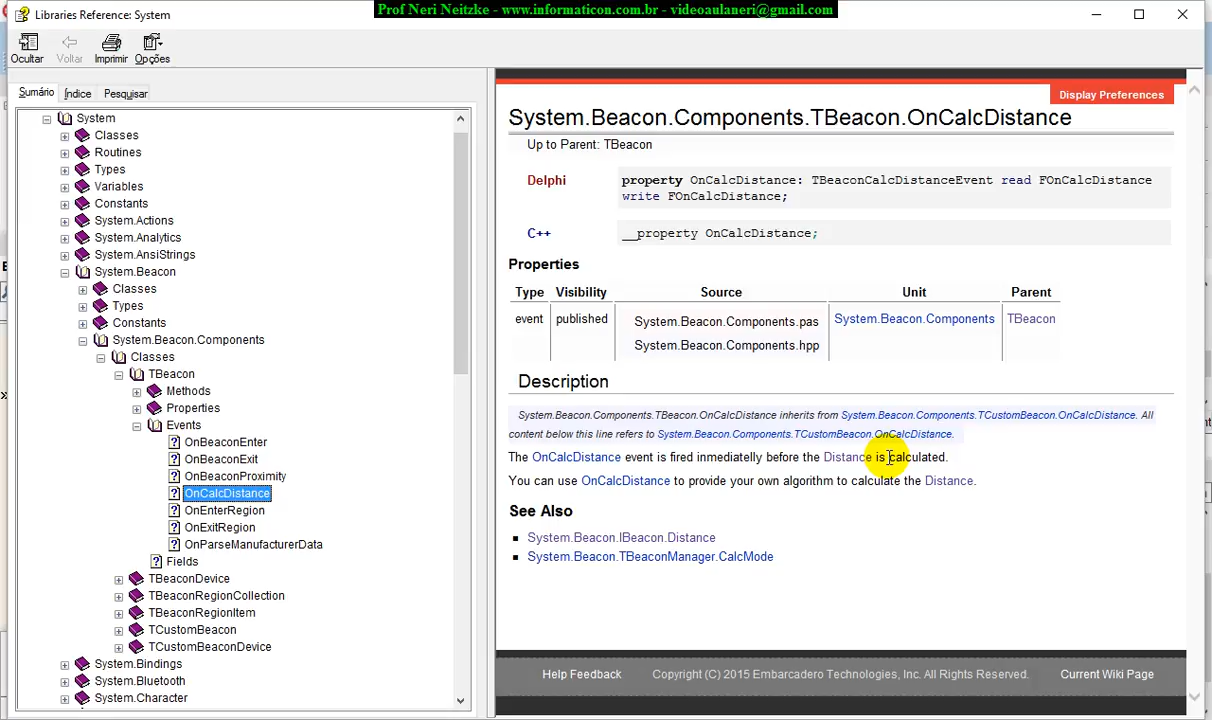 Prof Neri Neitzke - www.informaticon.com.br - videoaulaneri@gmail.com
Libraries Reference: System
Ocultar Voltar Imprimir Opções
Sumário Índice Pesquisar
System
Classes
Routines
Types
Variables
Constants
System.Actions
System.Analytics
System.AnsiStrings
System.Beacon
Classes
Types
Constants
System.Beacon.Components
Classes
TBeacon
Methods
Properties
Events
OnBeaconEnter
OnBeaconExit
OnBeaconProximity
OnCalcDistance
OnEnterRegion
OnExitRegion
OnParseManufacturerData
Fields
TBeaconDevice
TBeaconRegionCollection
TBeaconRegionItem
TCustomBeacon
TCustomBeaconDevice
System.Bindings
System.Bluetooth
System.Character
Display Preferences
System.Beacon.Components.TBeacon.OnCalcDistance
Up to Parent: TBeacon
Delphi property OnCalcDistance: TBeaconCalcDistanceEvent read FOnCalcDistance
write FOnCalcDistance;
C++ __property OnCalcDistance;
Properties
Type Visibility Source Unit Parent
event published System.Beacon.Components.pas System.Beacon.Components TBeacon
System.Beacon.Components.hpp
Description
System.Beacon.Components.TBeacon.OnCalcDistance inherits from System.Beacon.Components.TCustomBeacon.OnCalcDistance. All
content below this line refers to System.Beacon.Components.TCustomBeacon.OnCalcDistance.
The OnCalcDistance event is fired inmediatelly before the Distance is calculated.
You can use OnCalcDistance to provide your own algorithm to calculate the Distance.
See Also
System.Beacon.IBeacon.Distance
System.Beacon.TBeaconManager.CalcMode
Help Feedback Copyright (C) 2015 Embarcadero Technologies, Inc. All Rights Reserved. Current Wiki Page